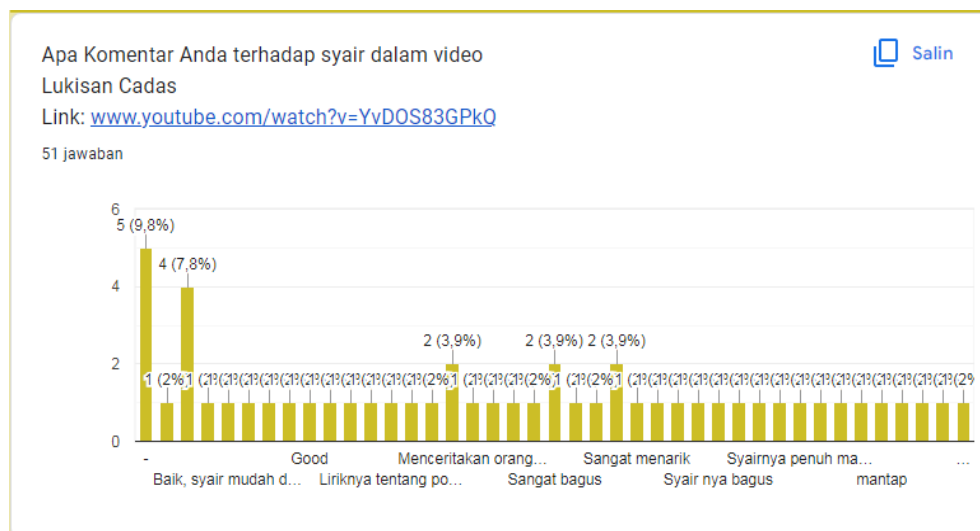 Apa Komentar Anda terhadap syair dalam video
Salin
Lukisan Cadas
Link: www.youtube.com/watch?v=YvDOS83GPkQ
51 jawaban
6
5 (9,8%)
4 (7,8%)
4
2 (3,9%) 2 (3,9%) 2 (3,9%)
2
0
- Good Menceritakan orang... Sangat menarik Syairnya penuh ma... ...
Baik, syair mudah d... Liriknya tentang po... Sangat bagus Syair nya bagus mantap